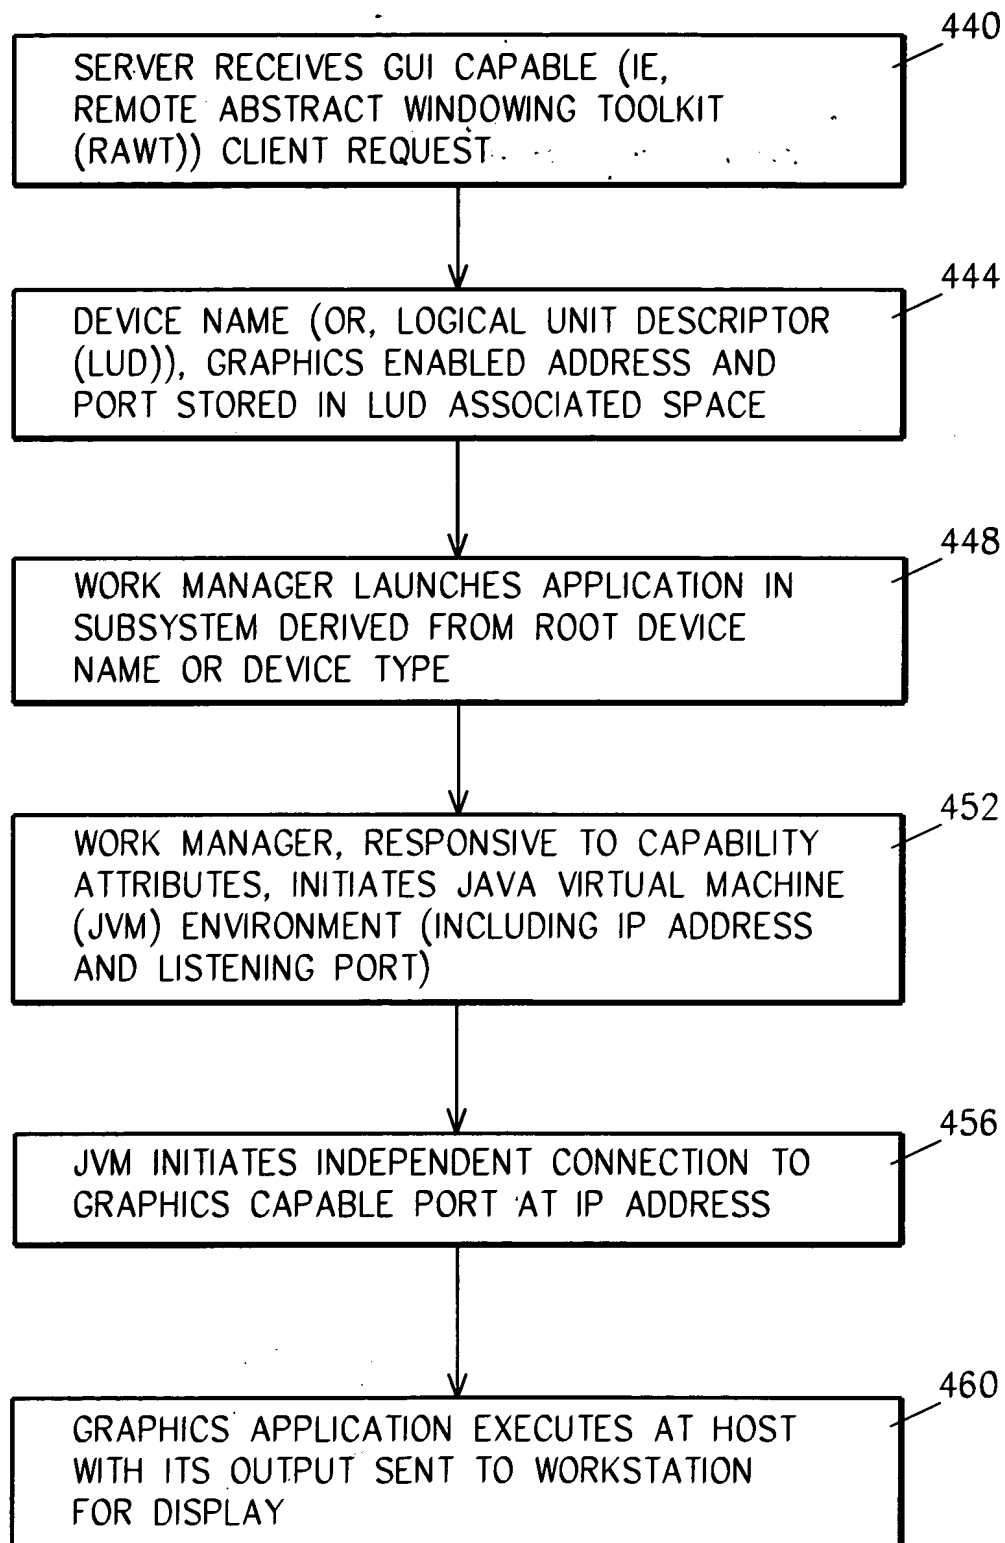 440
SERVER RECEIVES GUI CAPABLE (IE,
REMOTE ABSTRACT WINDOWING TOOLKIT
(RAWT)) CLIENT REQUEST
444
DEVICE NAME (OR, LOGICAL UNIT DESCRIPTOR
(LUD)), GRAPHICS ENABLED ADDRESS AND
PORT STORED IN LUD ASSOCIATED SPACE
448
WORK MANAGER LAUNCHES APPLICATION IN
SUBSYSTEM DERIVED FROM ROOT DEVICE
NAME OR DEVICE TYPE
452
WORK MANAGER, RESPONSIVE TO CAPABILITY
ATTRIBUTES, INITIATES JAVA VIRTUAL MACHINE
(JVM) ENVIRONMENT (INCLUDING IP ADDRESS
AND LISTENING PORT)
456
JVM INITIATES INDEPENDENT CONNECTION TO
GRAPHICS CAPABLE PORT AT IP ADDRESS
460
GRAPHICS APPLICATION EXECUTES AT HOST
WITH ITS OUTPUT SENT TO WORKSTATION
FOR DISPLAY